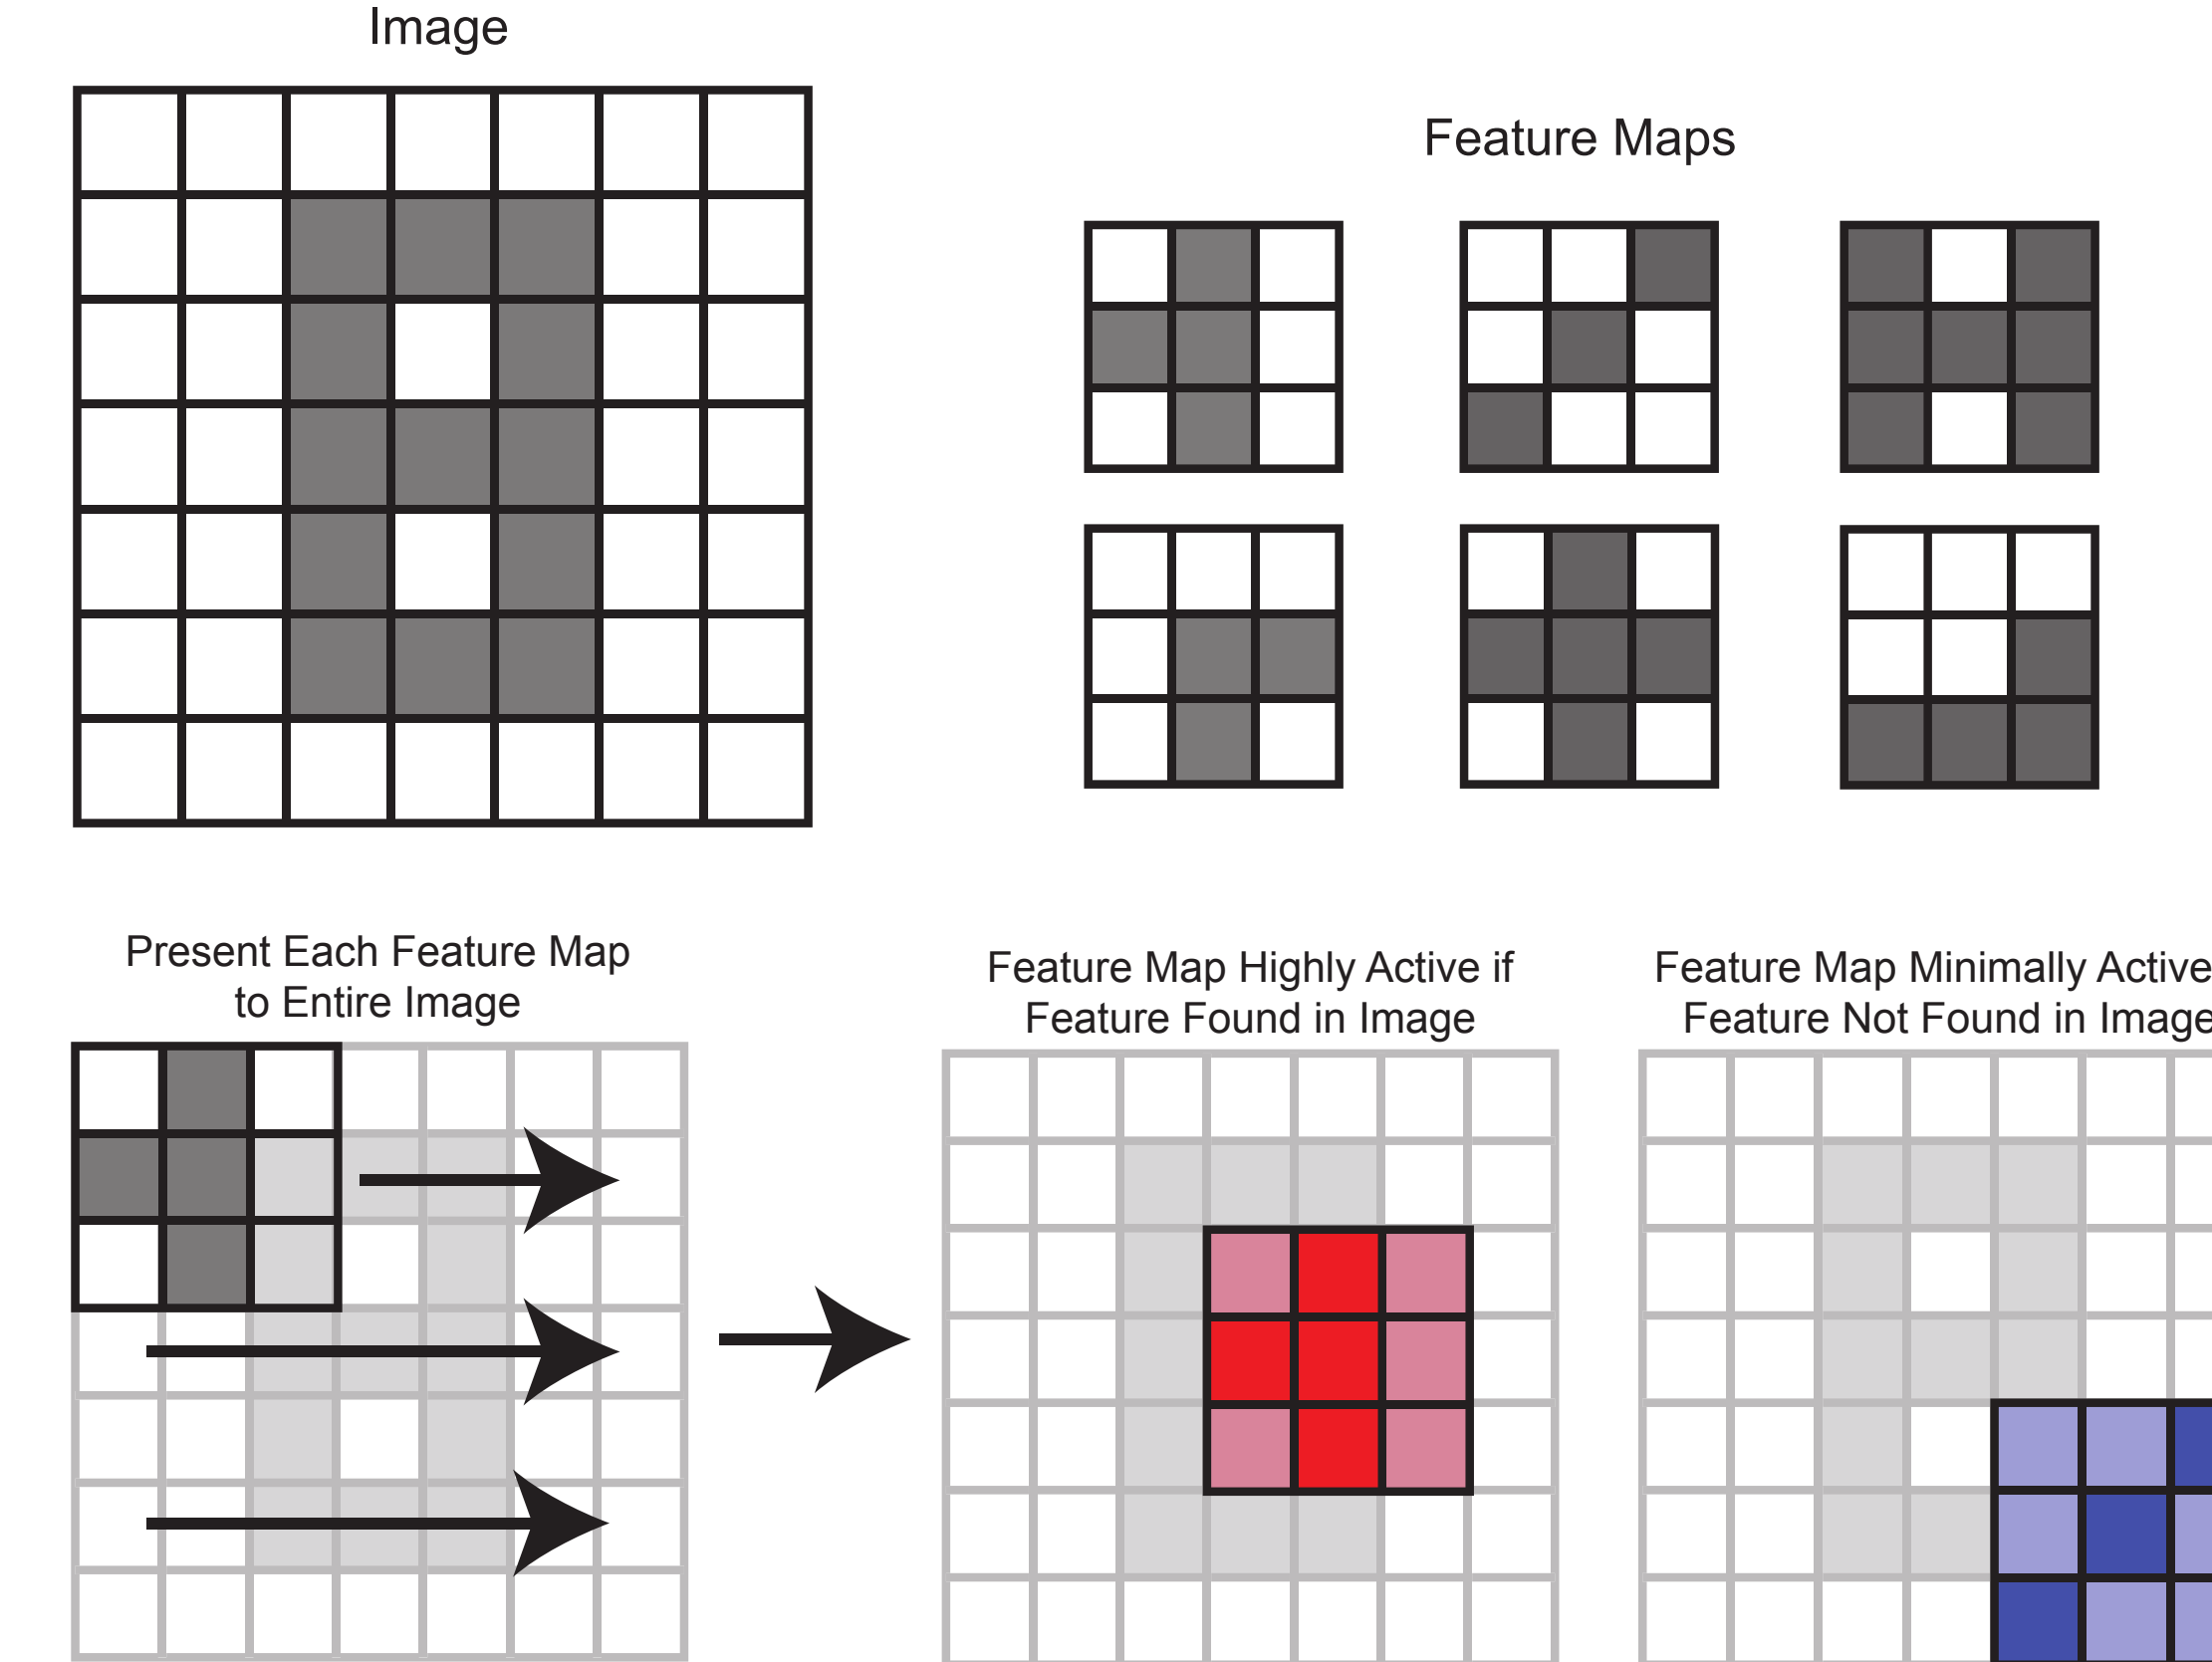 Image
Feature Maps
Present Each Feature Map
to Entire Image
Feature Map Highly Active if
Feature Found in Image
Feature Map Minimally Active
Feature Not Found in Image